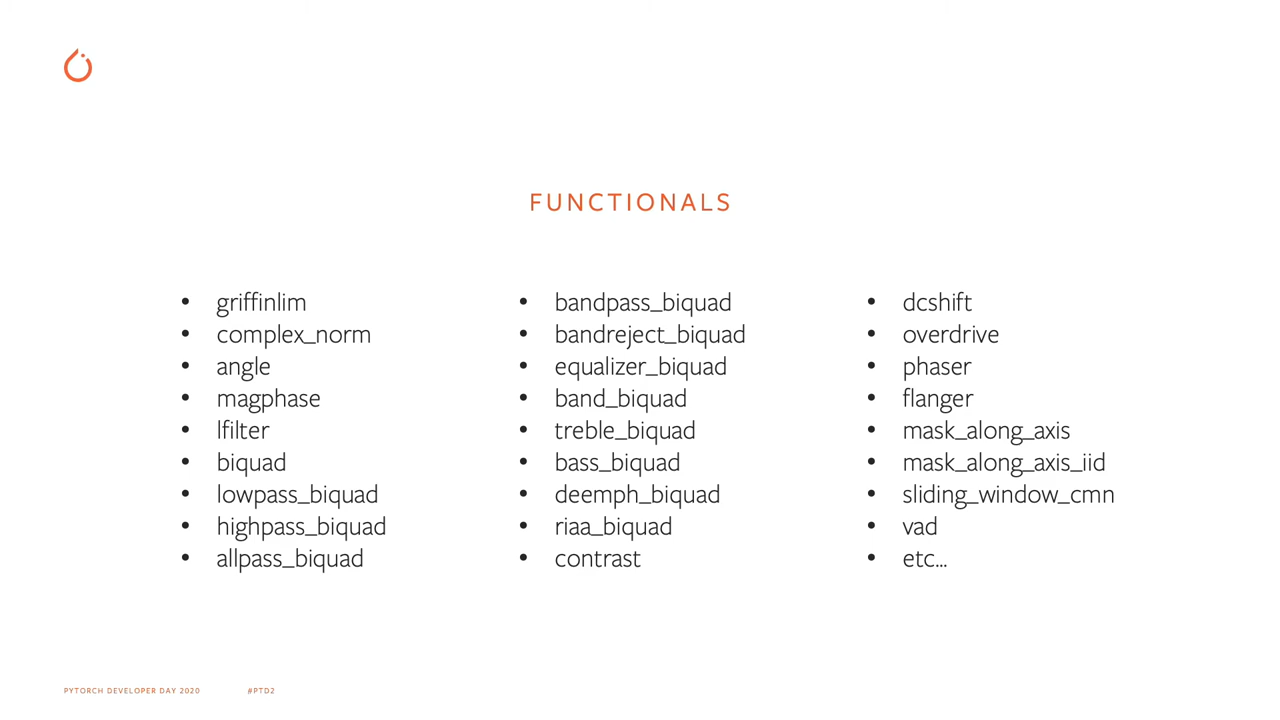 FUNCTIONALS
• griffinlim
• complex_norm
• angle
• magphase
• lfilter
• biquad
• lowpass_biquad
• highpass_biquad
• allpass_biquad
• bandpass_biquad
• bandreject_biquad
• equalizer_biquad
• band_biquad
• treble_biquad
• bass_biquad
• deemph_biquad
• riaa_biquad
• contrast
• dcshift
• overdrive
• phaser
• flanger
• mask_along_axis
• mask_along_axis_iid
• sliding_window_cmn
• vad
• etc...
PYTORCH DEVELOPER DAY 2020 #PTD2